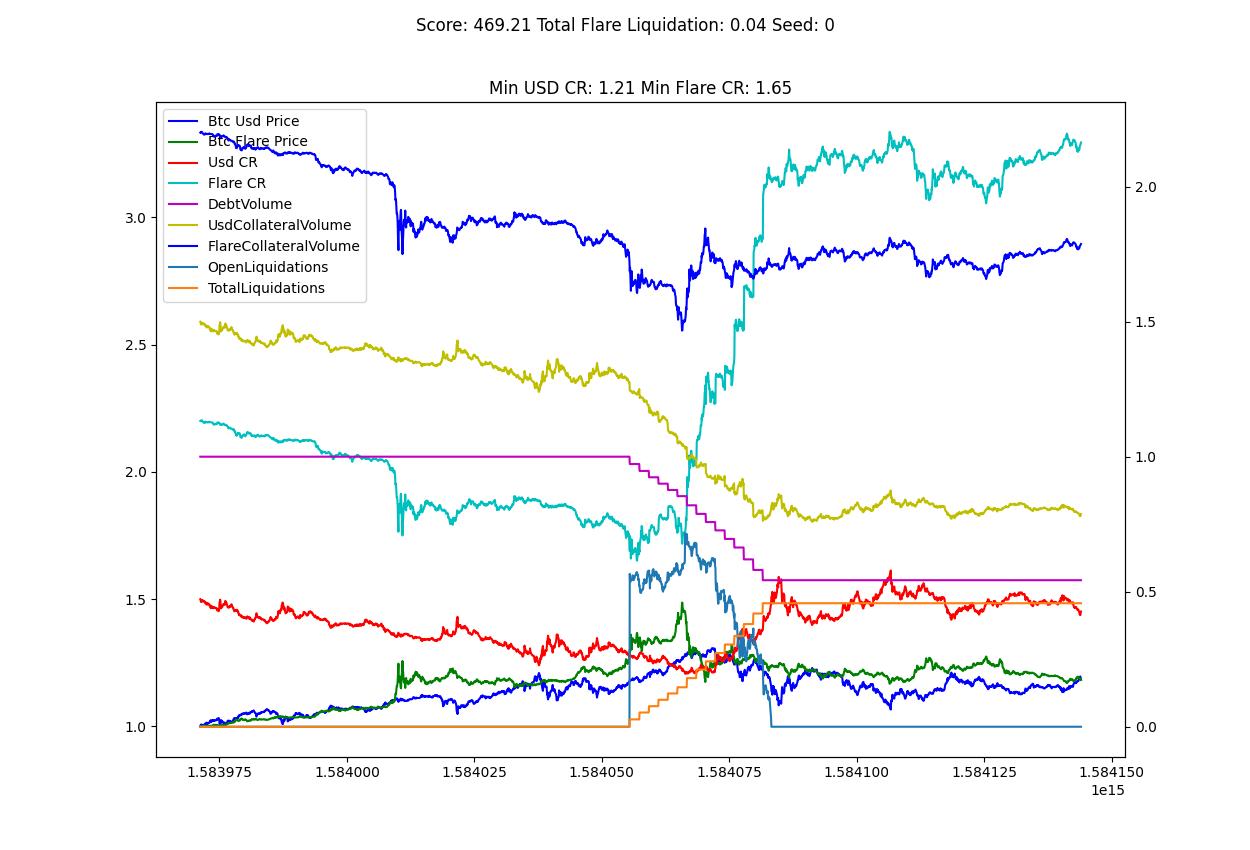 Score: 469.21 Total Flare Liquidation: 0.04 Seed: 0
Min USD CR: 1.21 Min Flare CR: 1.65
Btc Usd Price
Btc Flare Price
Usd CR
Flare CR
DebtVolume
UsdCollateralVolume
FlareCollateralVolume
OpenLiquidations
TotalLiquidations
3.0
2.5
2.0
1.5
1.0
2.0
1.5
1.0
0.5
0.0
1.583975 1.584000 1.584025 1.584050 1.584075 1.584100 1.584125 1.584150
1e15